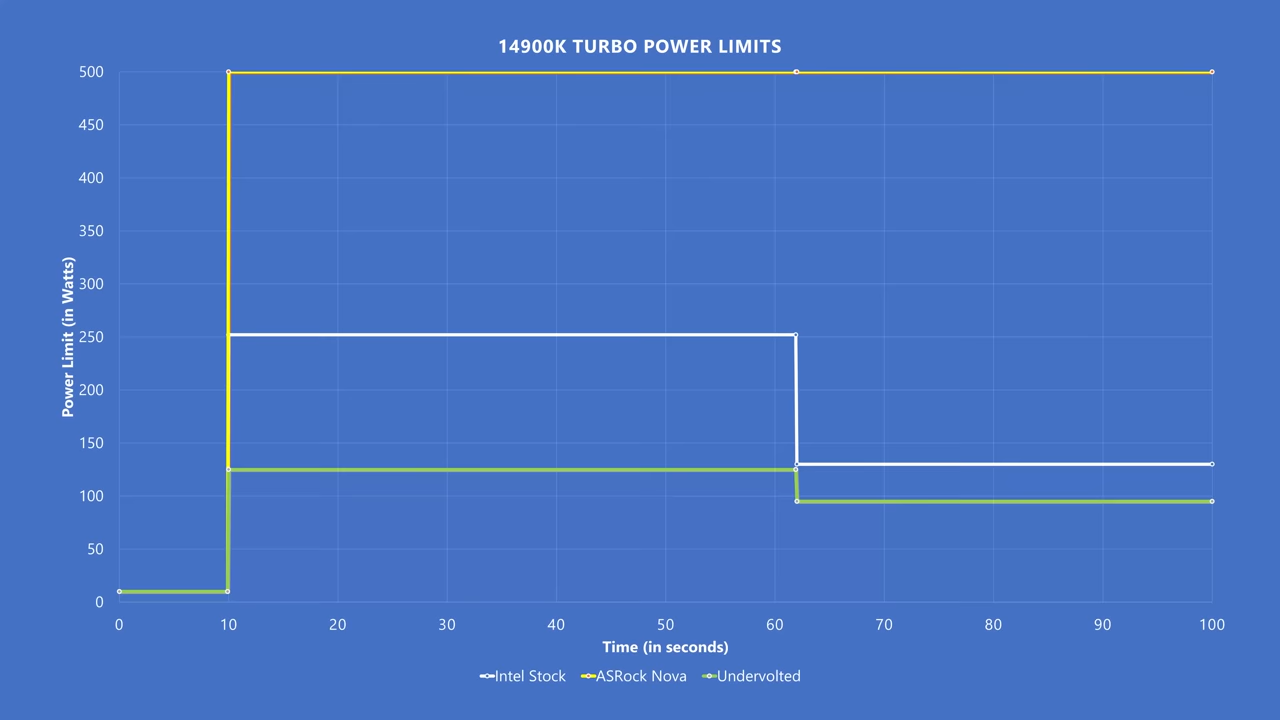 14900K TURBO POWER LIMITS
500
450
400
350
300
250
200
150
100
50
0
Power Limit (in Watts)
0 10 20 30 40 50 60 70 80 90 100
Time (in seconds)
Intel Stock ASRock Nova Undervolted